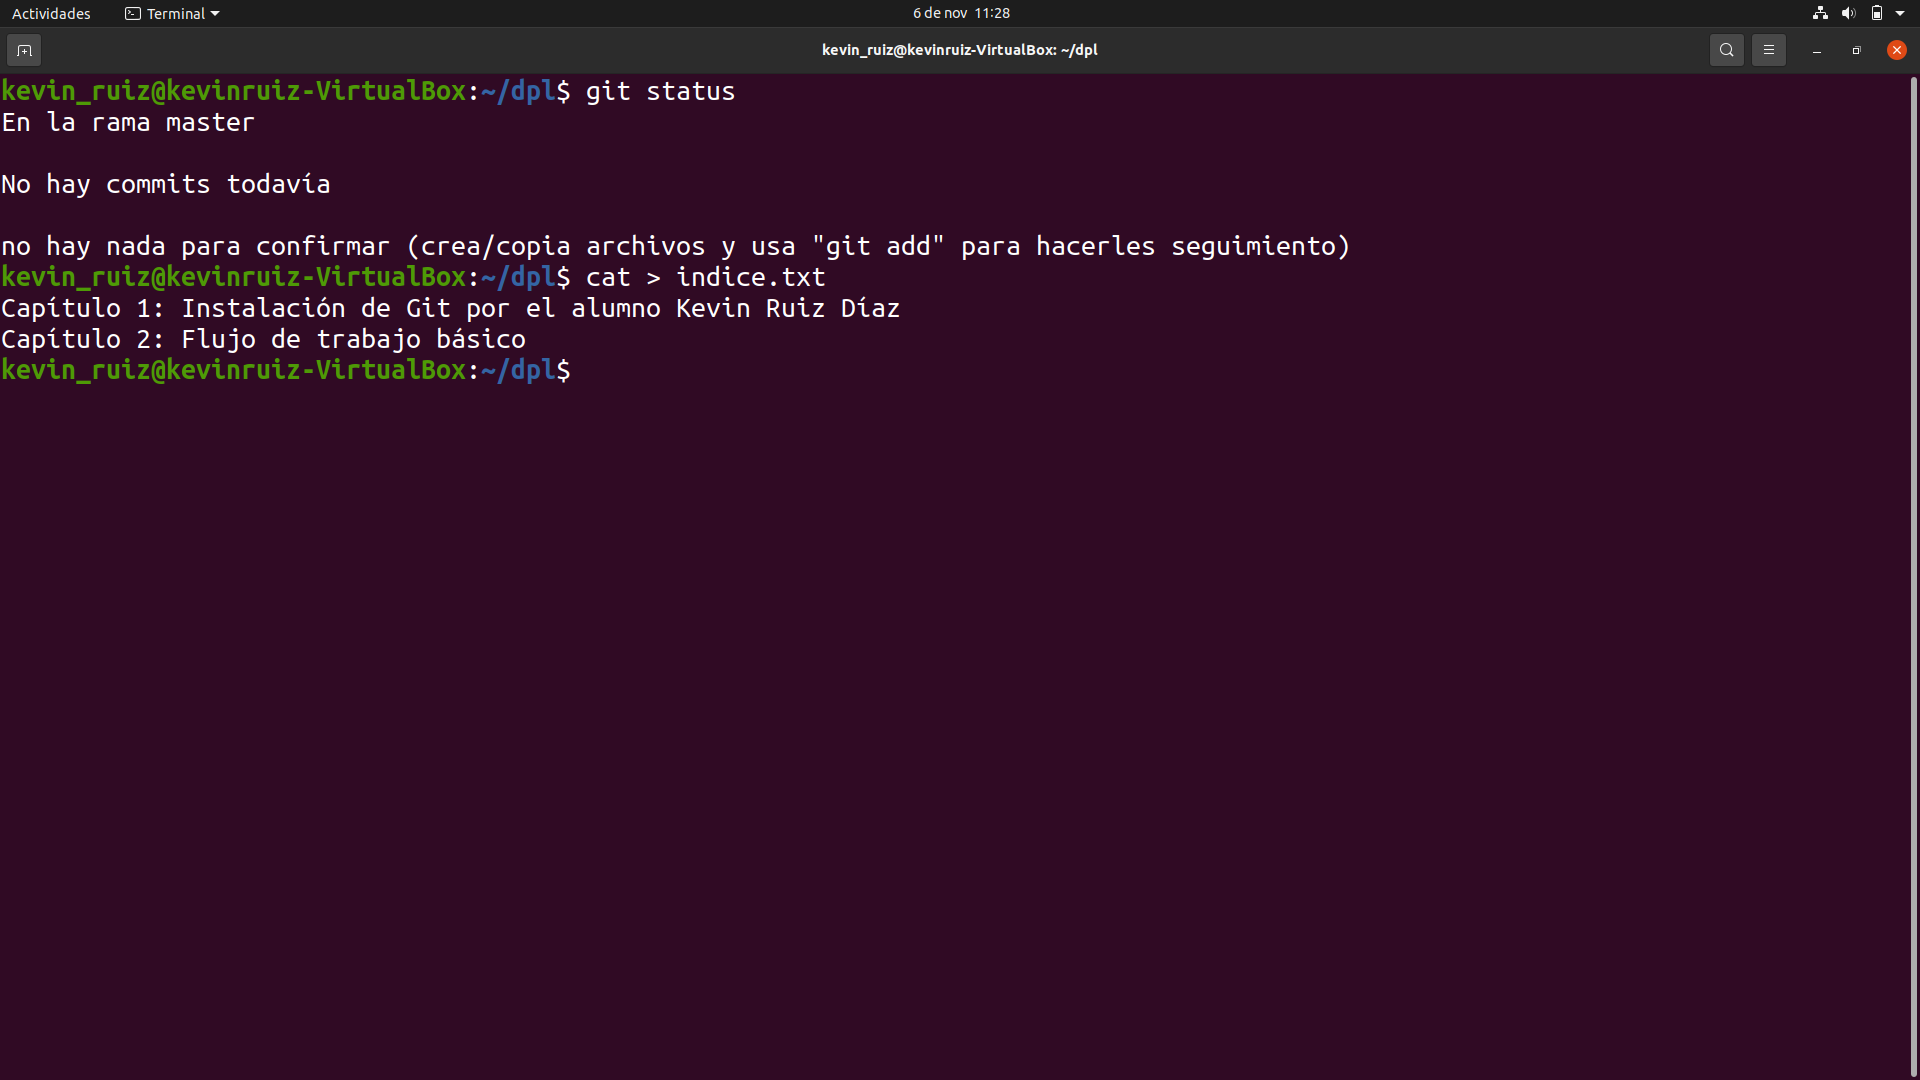 Actividades Terminal 6 de nov 11:28
kevin_ruiz@kevinruiz-VirtualBox: ~/dpl
kevin_ruiz@kevinruiz-VirtualBox:~/dpl$ git status
En la rama master
No hay commits todavía
no hay nada para confirmar (crea/copia archivos y usa "git add" para hacerles seguimiento)
kevin_ruiz@kevinruiz-VirtualBox:~/dpl$ cat > indice.txt
Capítulo 1: Instalación de Git por el alumno Kevin Ruiz Díaz
Capítulo 2: Flujo de trabajo básico
kevin_ruiz@kevinruiz-VirtualBox:~/dpl$